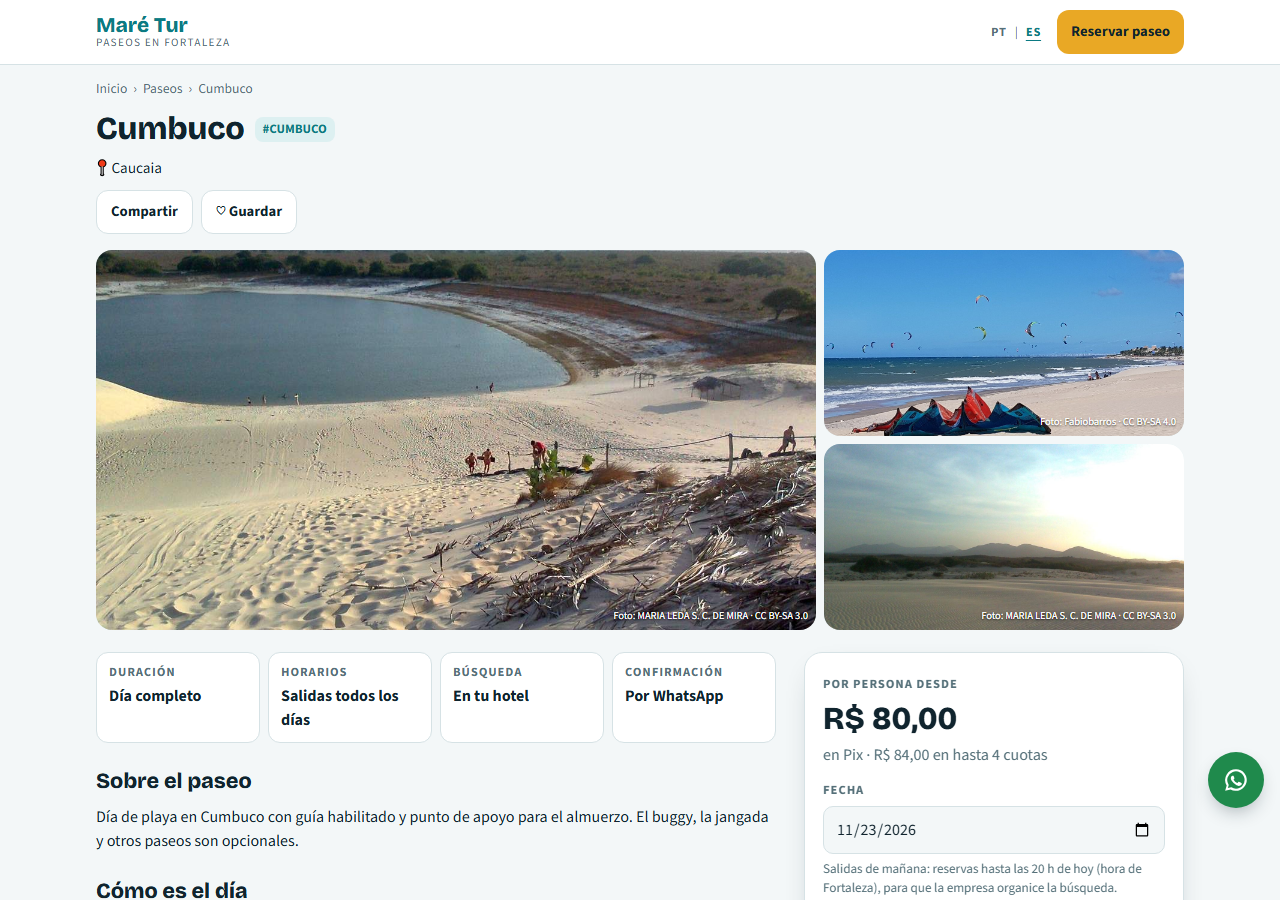 Maré Tur
PASEOS EN FORTALEZA
PT | ES
Reservar paseo
Inicio › Paseos › Cumbuco
Cumbuco
#CUMBUCO
Caucaia
Compartir
♡ Guardar
Foto: Fabiobarros · CC BY-SA 4.0
Foto: MARIA LEDA S. C. DE MIRA · CC BY-SA 3.0
Foto: MARIA LEDA S. C. DE MIRA · CC BY-SA 3.0
DURACIÓN
Día completo
HORARIOS
Salidas todos los
días
BÚSQUEDA
En tu hotel
CONFIRMACIÓN
Por WhatsApp
Sobre el paseo
Día de playa en Cumbuco con guía habilitado y punto de apoyo para el almuerzo. El buggy, la jangada
y otros paseos son opcionales.
Cómo es el día
POR PERSONA DESDE
R$ 80,00
en Pix · R$ 84,00 en hasta 4 cuotas
FECHA
11/23/2026
Salidas de mañana: reservas hasta las 20 h de hoy (hora de
Fortaleza), para que la empresa organice la búsqueda.